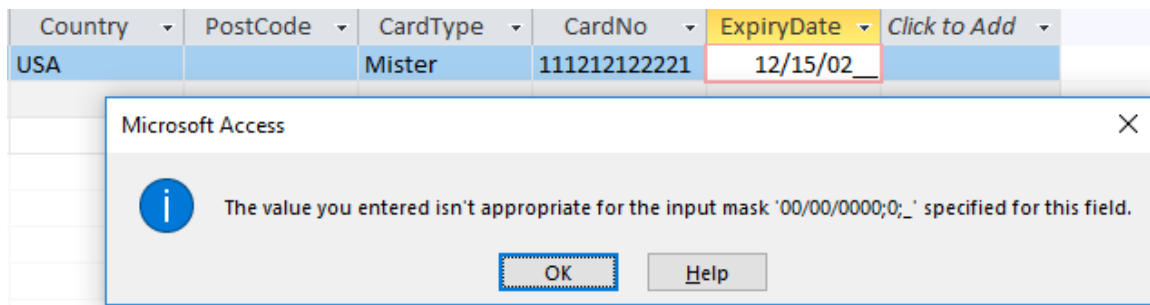 Country PostCode CardType CardNo ExpiryDate Click to Add
USA Mister 111212122221 12/15/02__
Microsoft Access
The value you entered isn't appropriate for the input mask '00/00/0000;0;_' specified for this field.
OK Help